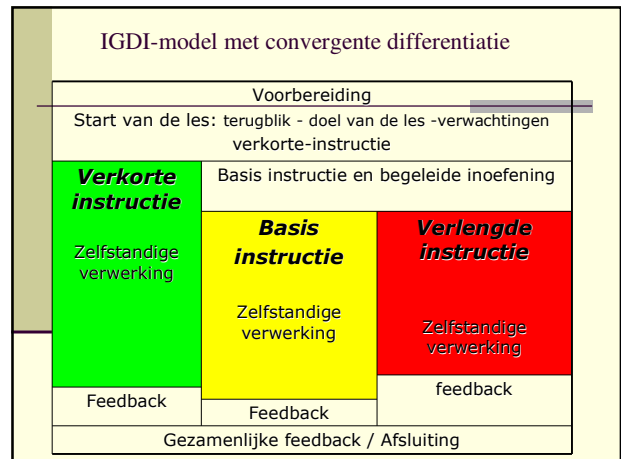 IGDI-model met convergente differentiatie
Voorbereiding
Start van de les: terugblik - doel van de les -verwachtingen
verkorte-instructie
Verkorte
instructie
Zelfstandige
verwerking
Feedback
Basis instructie en begeleide inoefening
Basis
instructie
Zelfstandige
verwerking
Feedback
Verlengde
instructie
Zelfstandige
verwerking
feedback
Gezamenlijke feedback / Afsluiting